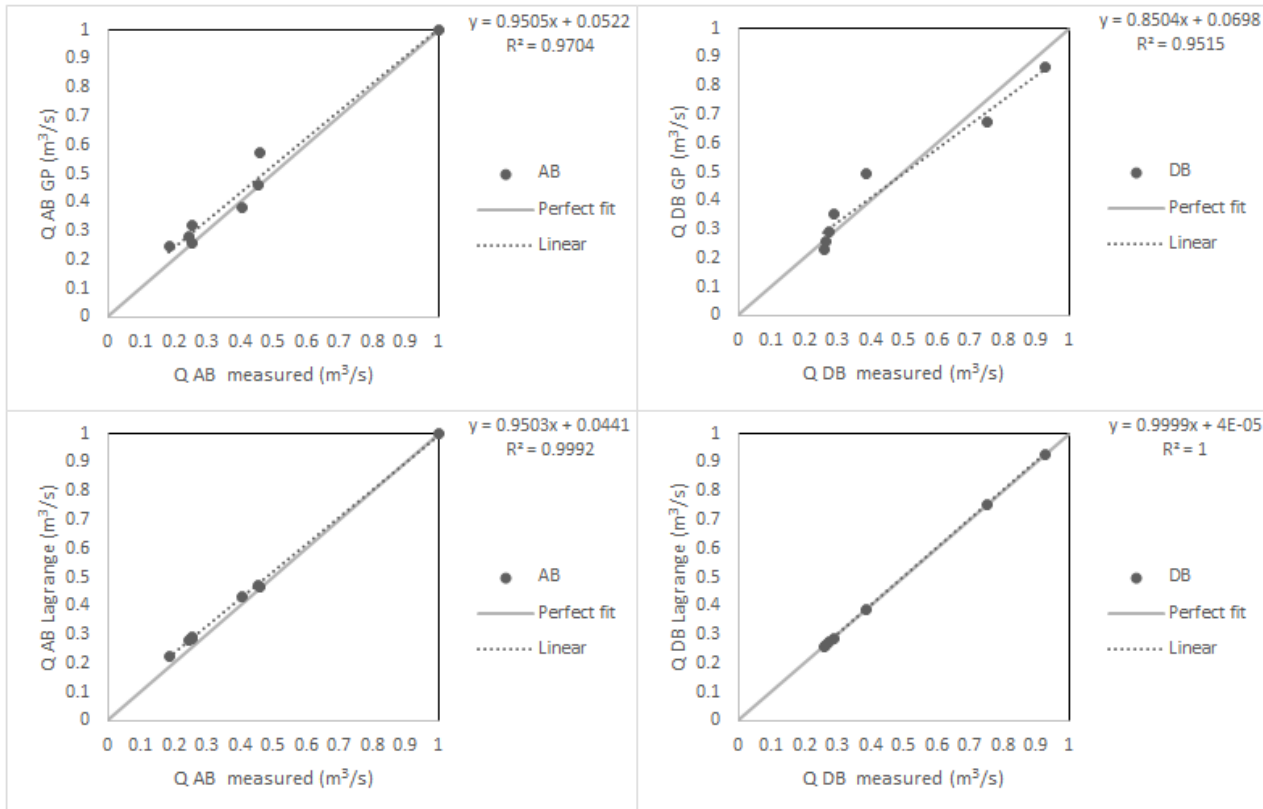 y = 0.9505x + 0.0522
R² = 0.9704
Q AB GP (m³/s)
1
0.9
0.8
0.7
0.6
0.5
0.4
0.3
0.2
0.1
0
0 0.1 0.2 0.3 0.4 0.5 0.6 0.7 0.8 0.9 1
Q AB measured (m³/s)
AB
Perfect fit
Linear
y = 0.8504x + 0.0698
R² = 0.9515
Q DB GP (m³/s)
1
0.9
0.8
0.7
0.6
0.5
0.4
0.3
0.2
0.1
0
0 0.1 0.2 0.3 0.4 0.5 0.6 0.7 0.8 0.9 1
Q DB measured (m³/s)
DB
Perfect fit
Linear
y = 0.9503x + 0.0441
R² = 0.9992
Q AB Lagrange (m³/s)
1
0.9
0.8
0.7
0.6
0.5
0.4
0.3
0.2
0.1
0
0 0.1 0.2 0.3 0.4 0.5 0.6 0.7 0.8 0.9 1
Q AB measured (m³/s)
AB
Perfect fit
Linear
y = 0.9999x + 4E-05
R² = 1
Q DB Lagrange (m³/s)
1
0.9
0.8
0.7
0.6
0.5
0.4
0.3
0.2
0.1
0
0 0.1 0.2 0.3 0.4 0.5 0.6 0.7 0.8 0.9 1
Q DB measured (m³/s)
DB
Perfect fit
Linear